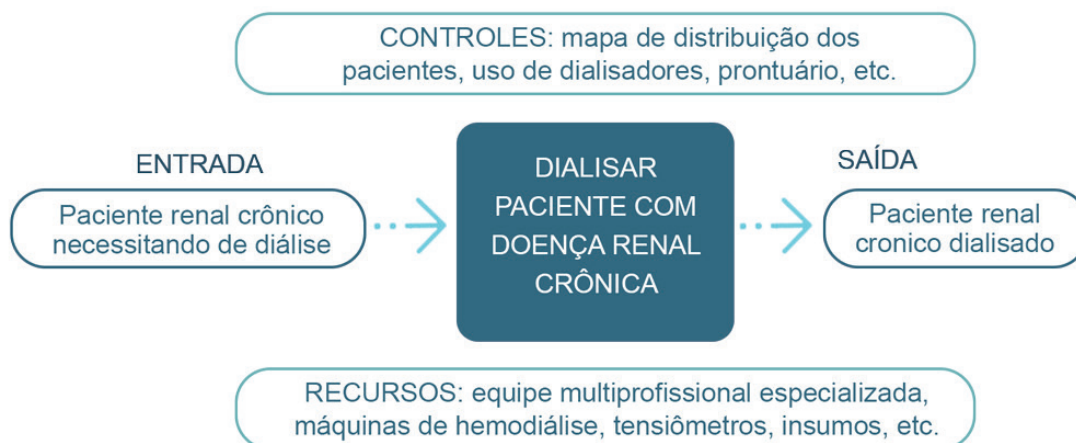 CONTROLES: mapa de distribuição dos
pacientes, uso de dialisadores, prontuário, etc.
ENTRADA
Paciente renal crônico
necessitando de diálise
DIALISAR
PACIENTE COM
DOENÇA RENAL
CRÔNICA
SAÍDA
Paciente renal
cronico dialisado
RECURSOS: equipe multiprofissional especializada,
máquinas de hemodiálise, tensiômetros, insumos, etc.